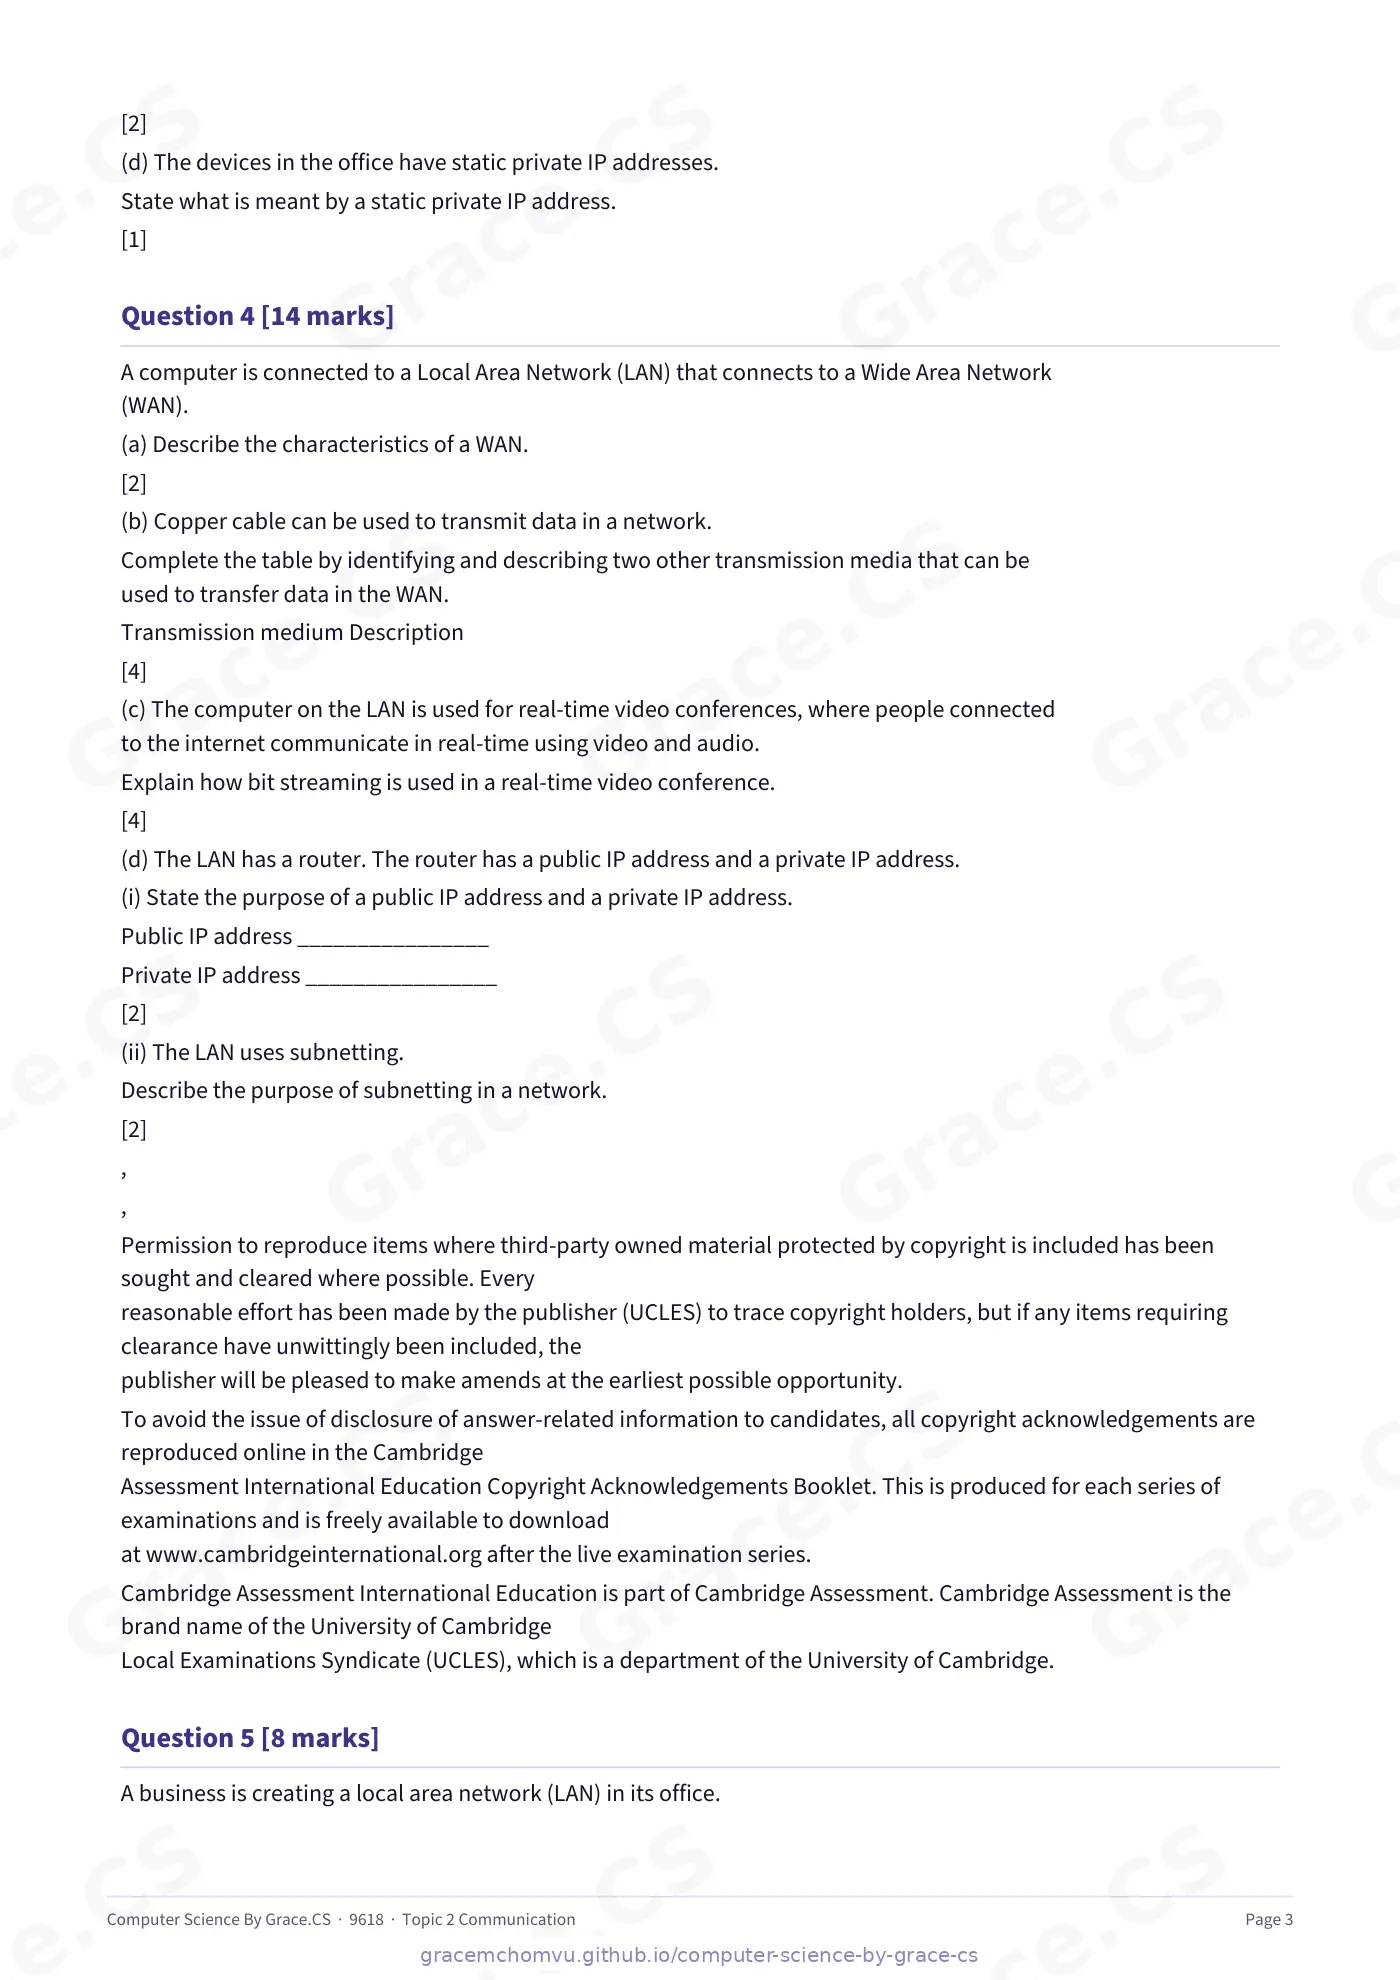 [2]
(d) The devices in the office have static private IP addresses.
State what is meant by a static private IP address.
[1]
Question 4 [14 marks]
A computer is connected to a Local Area Network (LAN) that connects to a Wide Area Network
(WAN).
(a) Describe the characteristics of a WAN.
[2]
(b) Copper cable can be used to transmit data in a network.
Complete the table by identifying and describing two other transmission media that can be
used to transfer data in the WAN.
Transmission medium Description
[4]
(c) The computer on the LAN is used for real-time video conferences, where people connected
to the internet communicate in real-time using video and audio.
Explain how bit streaming is used in a real-time video conference.
[4]
(d) The LAN has a router. The router has a public IP address and a private IP address.
(i) State the purpose of a public IP address and a private IP address.
Public IP address ________________
Private IP address ________________
[2]
(ii) The LAN uses subnetting.
Describe the purpose of subnetting in a network.
[2]
,
,
Permission to reproduce items where third-party owned material protected by copyright is included has been
sought and cleared where possible. Every
reasonable effort has been made by the publisher (UCLES) to trace copyright holders, but if any items requiring
clearance have unwittingly been included, the
publisher will be pleased to make amends at the earliest possible opportunity.
To avoid the issue of disclosure of answer-related information to candidates, all copyright acknowledgements are
reproduced online in the Cambridge
Assessment International Education Copyright Acknowledgements Booklet. This is produced for each series of
examinations and is freely available to download
at www.cambridgeinternational.org after the live examination series.
Cambridge Assessment International Education is part of Cambridge Assessment. Cambridge Assessment is the
brand name of the University of Cambridge
Local Examinations Syndicate (UCLES), which is a department of the University of Cambridge.
Question 5 [8 marks]
A business is creating a local area network (LAN) in its office.
Computer Science By Grace.CS · 9618 · Topic 2 Communication
Page 3
gracemchomvu.github.io/computer-science-by-grace-cs